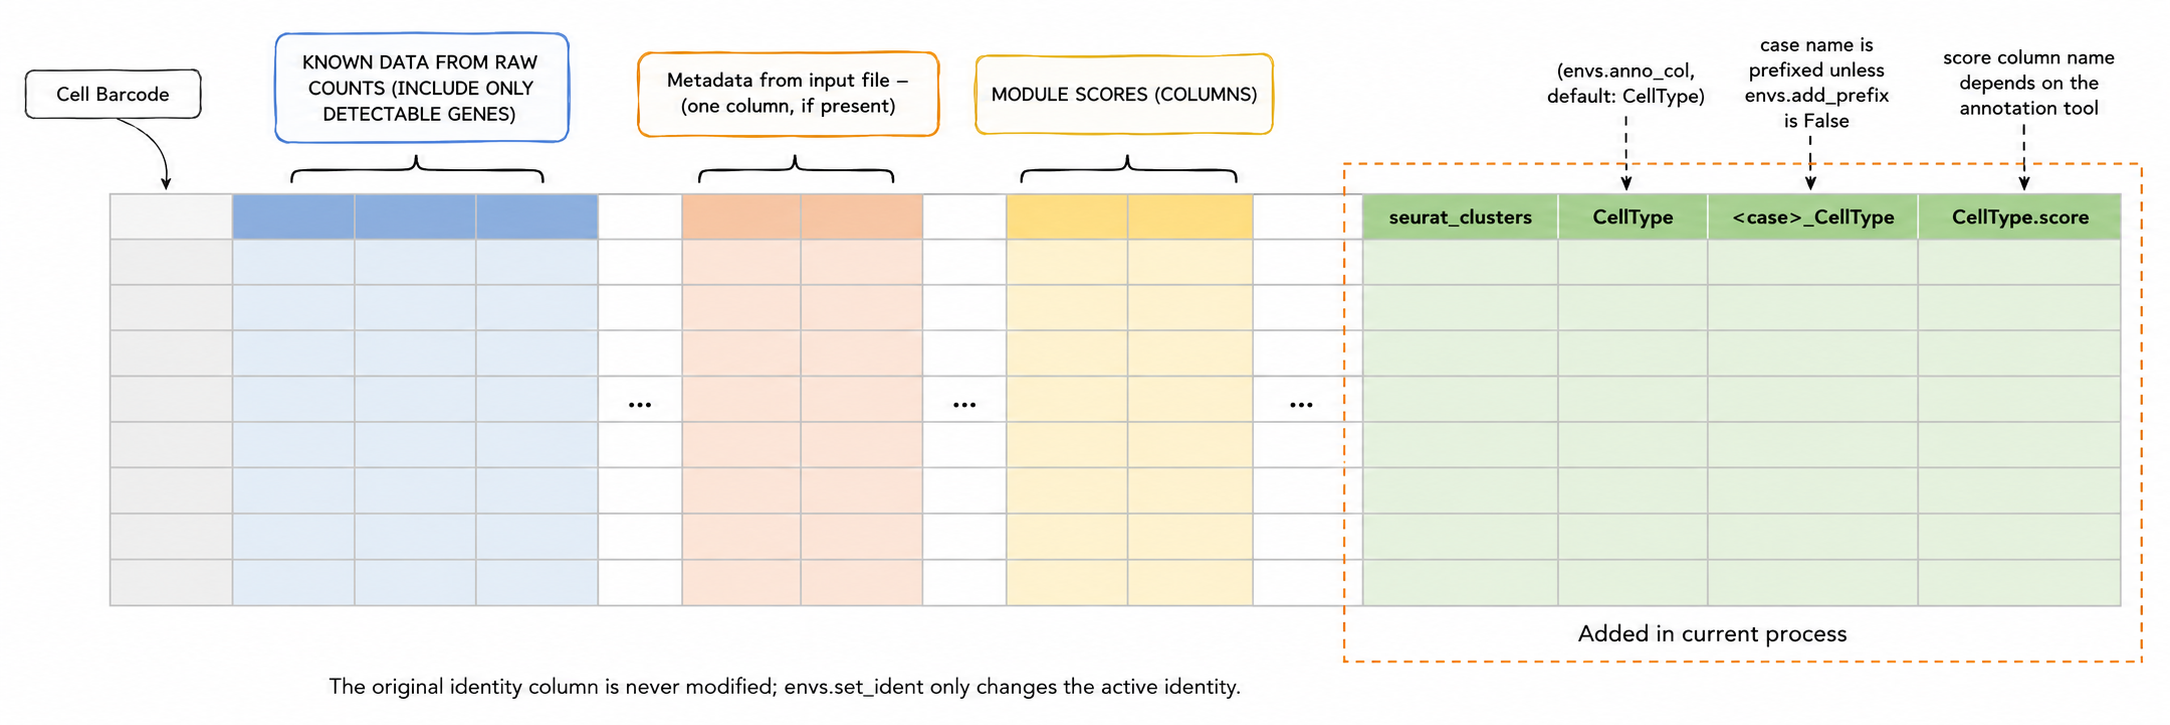 Cell Barcode
KNOWN DATA FROM RAW
COUNTS (INCLUDE ONLY
DETECTABLE GENES)
Metadata from input file –
(one column, if present)
MODULE SCORES (COLUMNS)
(envs.anno_col,
default: CellType)
case name is
prefixed unless
envs.add_prefix
is False
score column name
depends on the
annotation tool
seurat_clusters
CellType
<case>_CellType
CellType.score
...
...
...
Added in current process
The original identity column is never modified; envs.set_ident only changes the active identity.